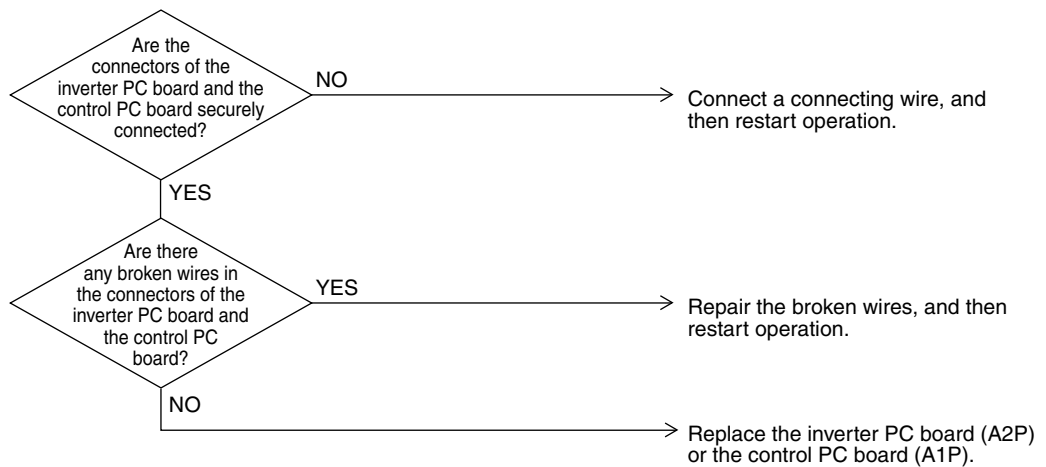 Are the
connectors of the
inverter PC board and the
control PC board securely
connected?
NO
Connect a connecting wire, and
then restart operation.
YES
Are there
any broken wires in
the connectors of the
inverter PC board and
the control PC
board?
YES
Repair the broken wires, and then
restart operation.
NO
Replace the inverter PC board (A2P)
or the control PC board (A1P).